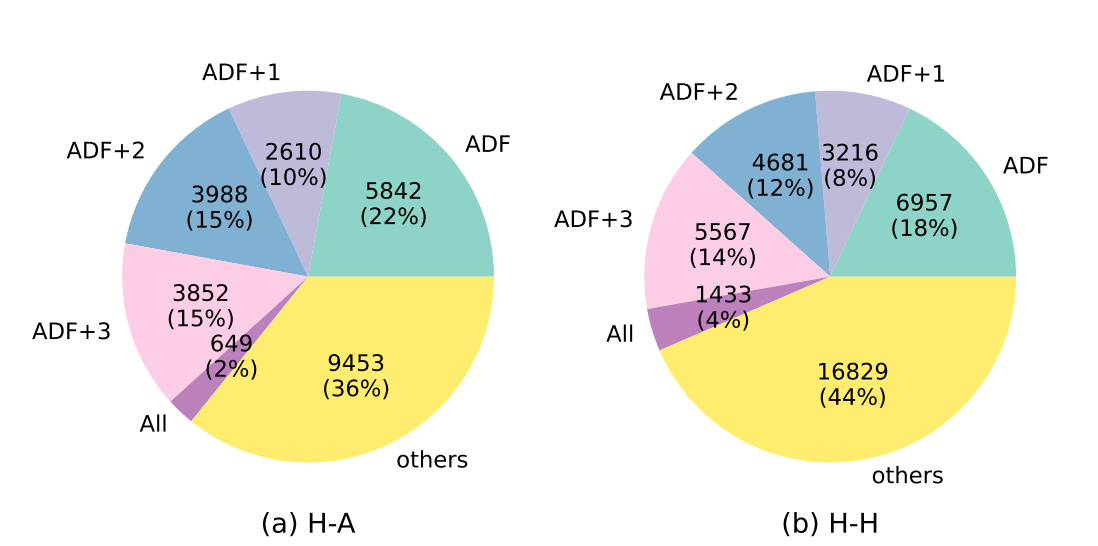 ADF+1
ADF
ADF+2
ADF+3
All
others
2610
(10%)
5842
(22%)
3988
(15%)
3852
(15%)
649
(2%)
9453
(36%)
(a) H-A
ADF+1
ADF
ADF+2
ADF+3
All
others
3216
(8%)
6957
(18%)
4681
(12%)
5567
(14%)
1433
(4%)
16829
(44%)
(b) H-H